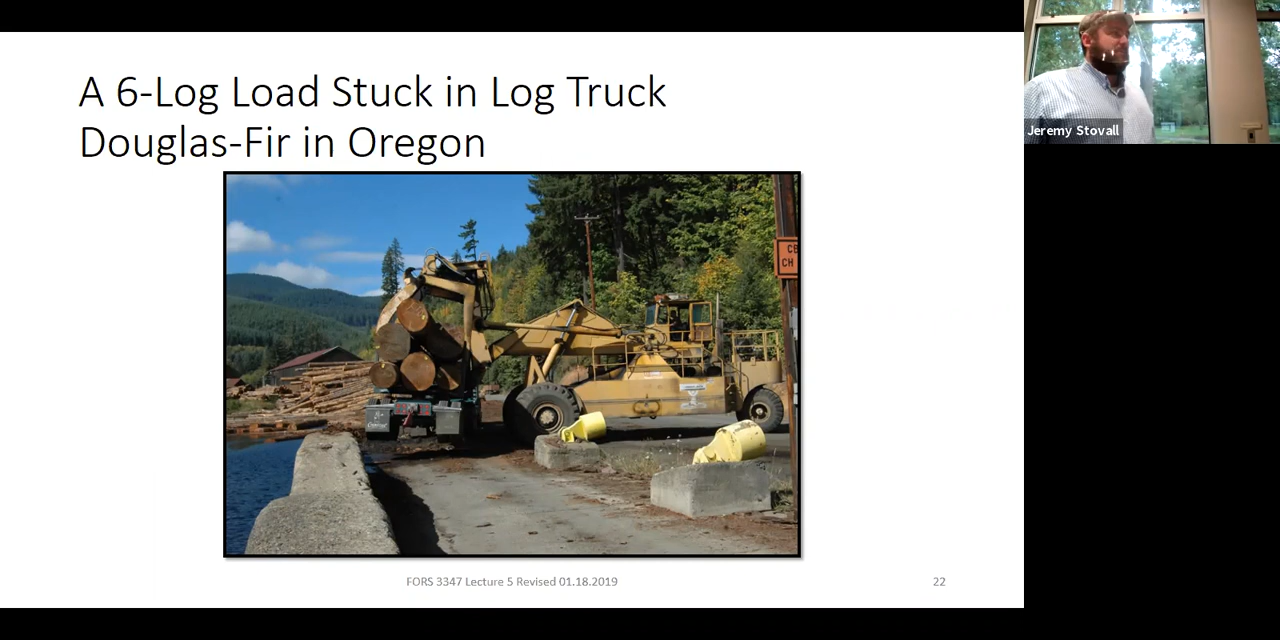 A 6-Log Load Stuck in Log Truck
Douglas-Fir in Oregon
Jeremy Stovall
CH
FORS 3347 Lecture 5 Revised 01.18.2019
22